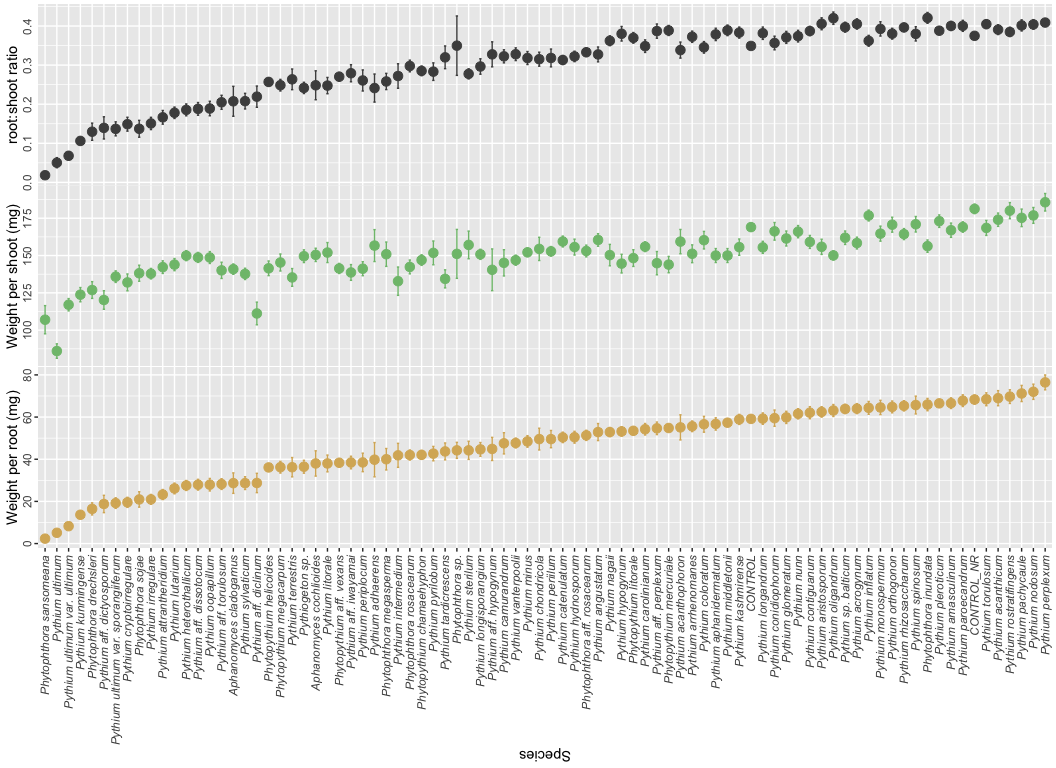 root:shoot ratio
0.0
0.1
0.2
0.3
0.4
Weight per shoot (mg)
100
125
150
175
Weight per root (mg)
0
20
40
60
80
Phytophthora sansomeana
Pythium ultimum
Pythium ultimum var. ultimum
Pythium kunmingense
Phytophthora drechsleri
Pythium aff. dictyosporum
Pythium ultimum var. sporangiiferum
Pythium cryptoirregulare
Phytophthora sojae
Pythium irregulare
Pythium attrantheridium
Pythium lutarium
Pythium heterothallicum
Pythium aff. dissotocum
Pythium coloratum
Pythium aff. torulosum
Aphanomyces cladogamus
Pythium sylvaticum
Pythium aff. diclinum
Phytopythium helicoides
Phytopythium megacarpum
Pythium terrestris
Pythiogeton sp.
Aphanomyces cochlioides
Pythium litorale
Phytopythium aff. vexans
Pythium aff. iwayamai
Pythium periplocum
Pythium adhaerens
Phytophthora megasperma
Pythium intermedium
Phytophthora rosacearum
Phytopythium chamaehyphon
Pythium pyrilobum
Pythium tardicrescens
Phytophthora sp.
Pythium sterilum
Pythium longisporangium
Pythium aff. hypogynum
Pythium canariense
Pythium vanterpoolii
Pythium minus
Pythium chondricola
Pythium perillum
Pythium catenulatum
Pythium oopapillum
Phytophthora aff. rosacearum
Pythium angustatum
Pythium nagaii
Pythium hypogynum
Phytopythium litorale
Pythium carolinianum
Pythium aff. perplexum
Phytopythium mercuriale
Pythium acanthophoron
Pythium arrhenomanes
Pythium coloratum
Pythium aphanidermatum
Pythium middletonii
Pythium kashmirense
CONTROL
Pythium longandrum
Pythium conidiophorum
Pythium glomeratum
Pythium nunn
Pythium contiguanum
Pythium aristosporum
Pythium oligandrum
Pythium sp. balticum
Pythium acrogynum
Pythium inflatum
Pythium monospermum
Pythium orthogonon
Pythium rhizosaccharum
Pythium spinosum
Phytophthora inundata
Pythium plerotcum
Pythium amasculinum
Pythium paroecandrum
CONTROL_NR
Pythium torulosum
Pythium acanthicum
Pythium rostratifingens
Pythium periplocum
Pythium nodosum
Pythium perplexum
Species